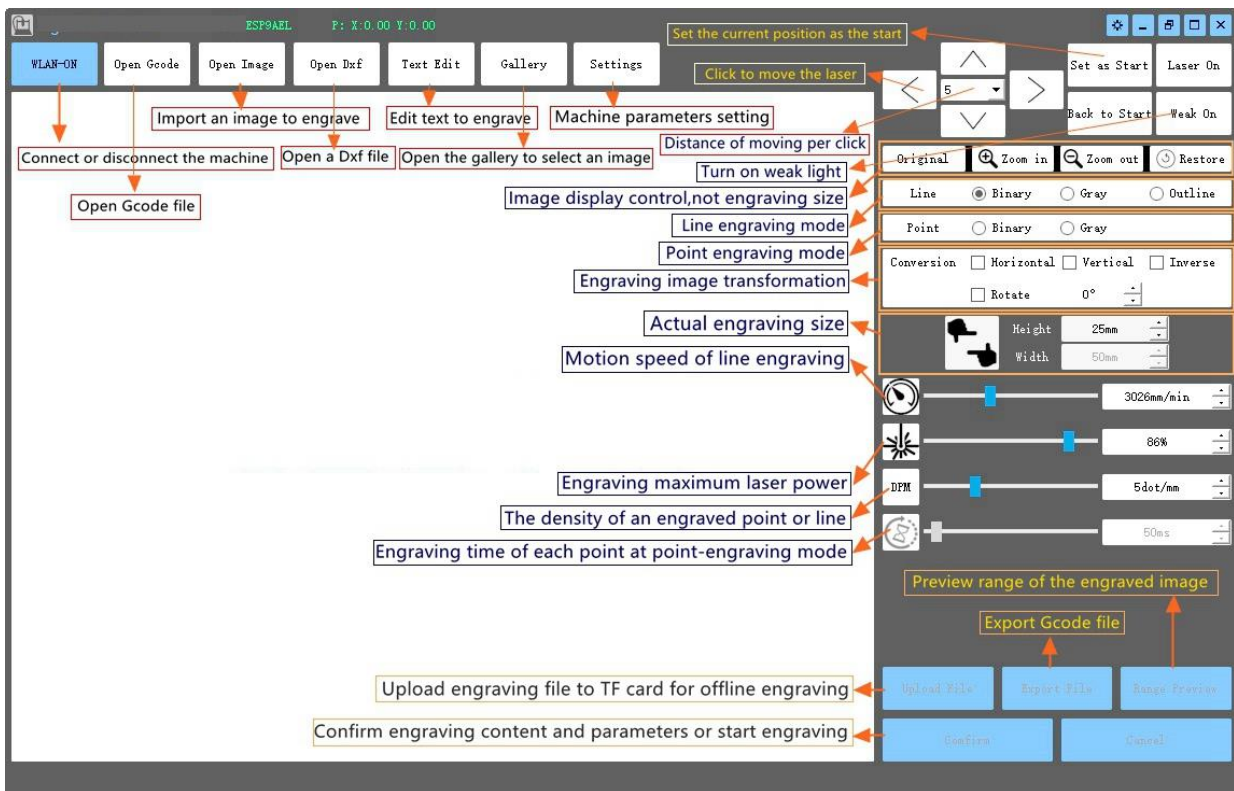 ESP9AEL P: X:0.00 Y:0.00
Set the current position as the start
WLAN-ON Open Gcode Open Image Open Dxf Text Edit Gallery Settings
Click to move the laser
5
Set as Start Laser On
Back to Start Weak On
Import an image to engrave Edit text to engrave Machine parameters setting
Distance of moving per click
Connect or disconnect the machine Open a Dxf file Open the gallery to select an image
Turn on weak light
Original Zoom in Zoom out Restore
Open Gcode file
Image display control,not engraving size
Line Binary Gray Outline
Line engraving mode
Point Binary Gray
Point engraving mode
Conversion Horizontal Vertical Inverse
Engraving image transformation
Rotate 0°
Actual engraving size
Height 25mm
Width 50mm
Motion speed of line engraving
3026mm/min
86%
Engraving maximum laser power
DPM 5dot/mm
The density of an engraved point or line
50ms
Engraving time of each point at point-engraving mode
Preview range of the engraved image
Export Gcode file
Upload engraving file to TF card for offline engraving
Upload File Export File Range Preview
Confirm engraving content and parameters or start engraving
Confirm Cancel